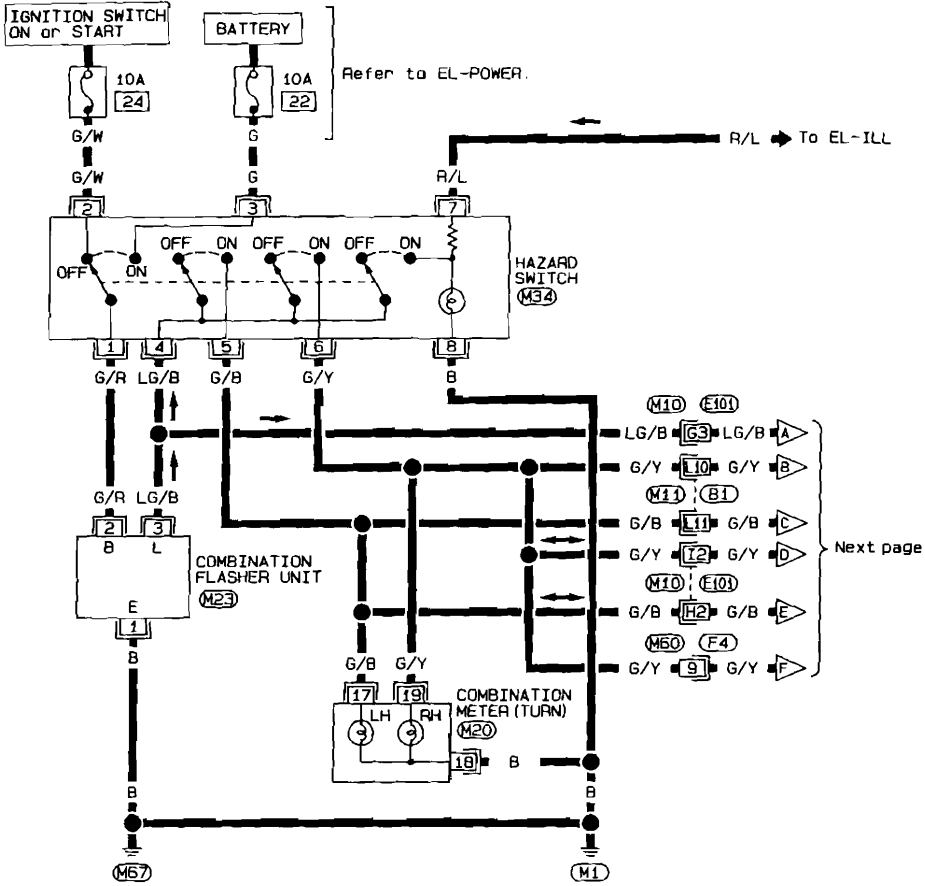 IGNITION SWITCH
ON or START
BATTERY
Refer to EL-POWER.
10A
24
10A
22
G/W
G
R/L
To EL-ILL
G/W
G
R/L
2
3
7
OFF
ON
OFF
ON
OFF
ON
OFF
ON
HAZARD
SWITCH
M34
1
4
5
6
8
G/R
LG/B
G/B
G/Y
B
M10
E101
LG/B
G3
LG/B
A
G/Y
L10
G/Y
B
M11
B1
G/R
LG/B
G/B
L11
G/B
C
2
3
B
L
G/Y
I2
G/Y
D
Next page
COMBINATION
FLASHER UNIT
M23
M10
E101
E
G/B
H2
G/B
E
1
M60
F4
B
G/B
G/Y
G/Y
9
G/Y
F
17
19
COMBINATION
METER (TURN)
M20
LH
RH
18
B
B
B
M67
M1